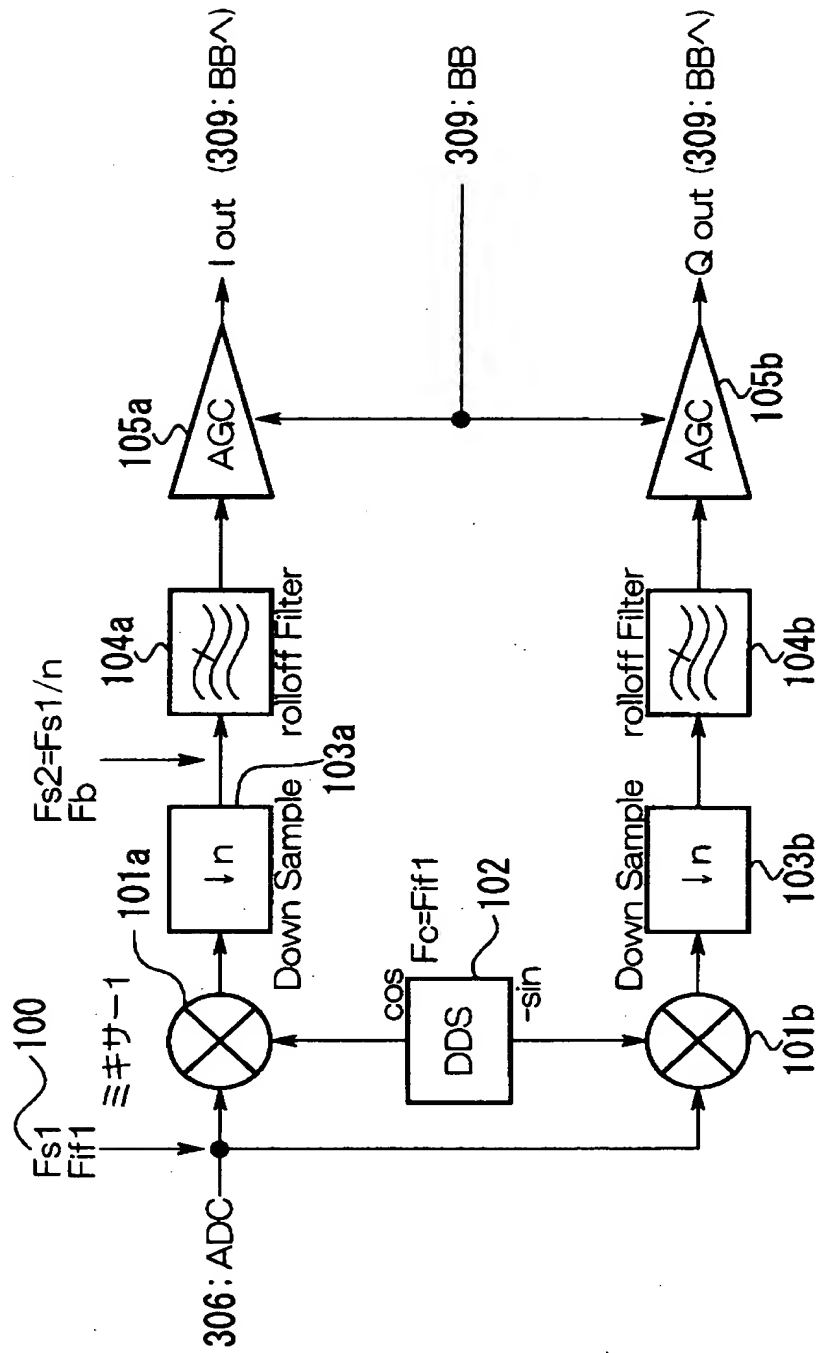 100
Fs1
Fif1
306:ADC
ミキサー1
101a
↓n
Down Sample
103a
Fs2=Fs1/n
Fb
104a
rolloff Filter
105a
AGC
I out (309:BBへ)
cos
Fc=Fif1
DDS
102
-sin
309:BB
101b
↓n
Down Sample
103b
rolloff Filter
104b
AGC
105b
Q out (309:BBへ)